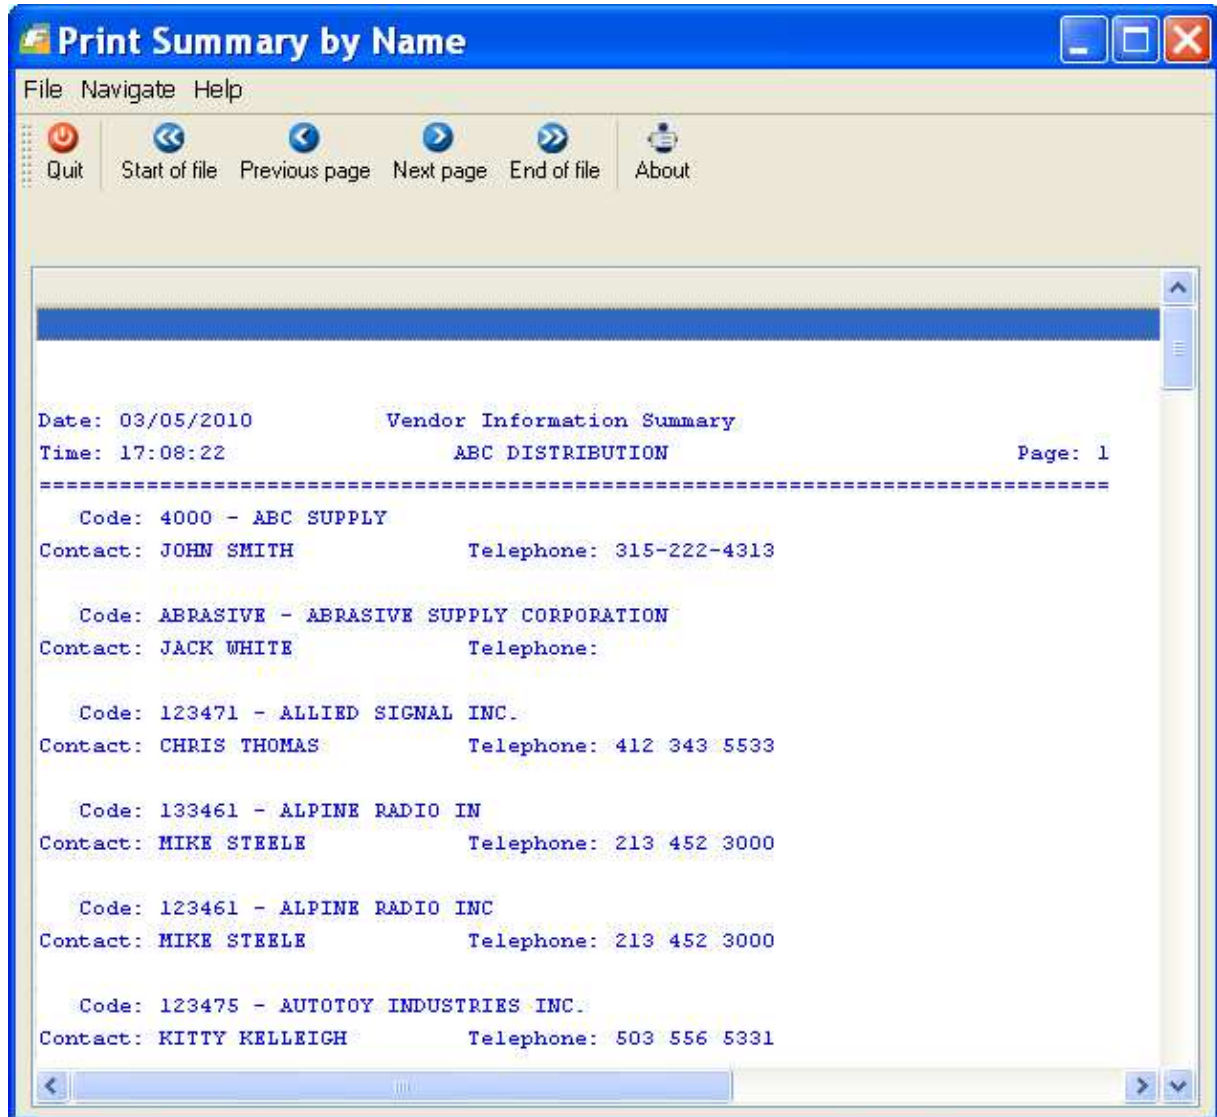 Print Summary by Name
File Navigate Help
Quit Start of file Previous page Next page End of file About
Date: 03/05/2010 Vendor Information Summary
Time: 17:08:22 ABC DISTRIBUTION Page: 1
================================================================================
Code: 4000 - ABC SUPPLY
Contact: JOHN SMITH Telephone: 315-222-4313
Code: ABRASIVE - ABRASIVE SUPPLY CORPORATION
Contact: JACK WHITE Telephone:
Code: 123471 - ALLIED SIGNAL INC.
Contact: CHRIS THOMAS Telephone: 412 343 5533
Code: 133461 - ALPINE RADIO IN
Contact: MIKE STEELE Telephone: 213 452 3000
Code: 123461 - ALPINE RADIO INC
Contact: MIKE STEELE Telephone: 213 452 3000
Code: 123475 - AUTOTOY INDUSTRIES INC.
Contact: KITTY KELLEIGH Telephone: 503 556 5331